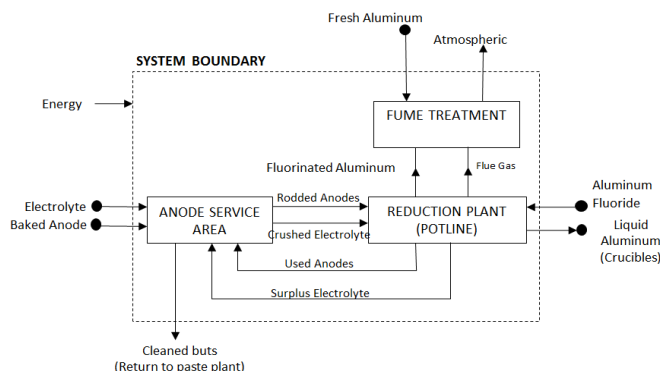 Fresh Aluminum
Atmospheric
SYSTEM BOUNDARY
Energy
FUME TREATMENT
Fluorinated Aluminum
Flue Gas
Electrolyte
Baked Anode
ANODE SERVICE
AREA
Rodded Anodes
Crushed Electrolyte
REDUCTION PLANT
(POTLINE)
Aluminum
Fluoride
Liquid
Aluminum
(Crucibles)
Used Anodes
Surplus Electrolyte
Cleaned buts
(Return to paste plant)